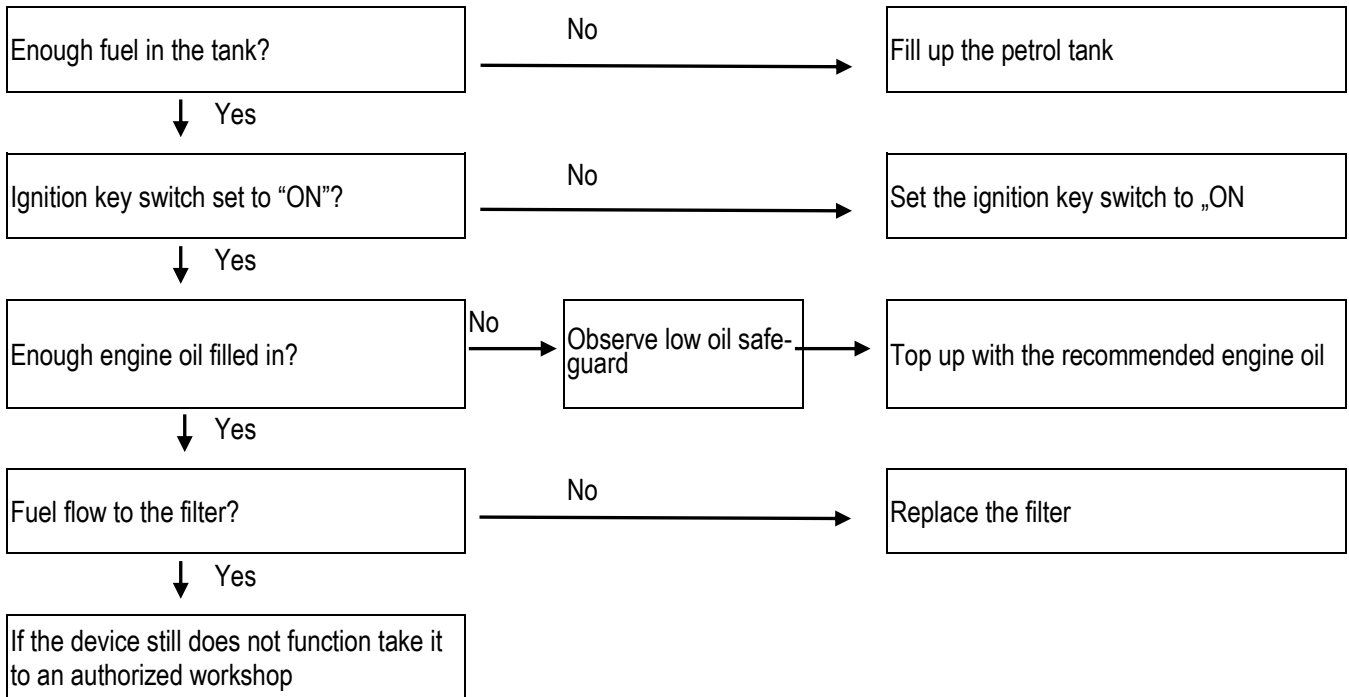 Enough fuel in the tank?
No
Fill up the petrol tank
Yes
Ignition key switch set to “ON”?
No
Set the ignition key switch to „ON
Yes
Enough engine oil filled in?
No
Observe low oil safe-
guard
Top up with the recommended engine oil
Yes
Fuel flow to the filter?
No
Replace the filter
Yes
If the device still does not function take it
to an authorized workshop